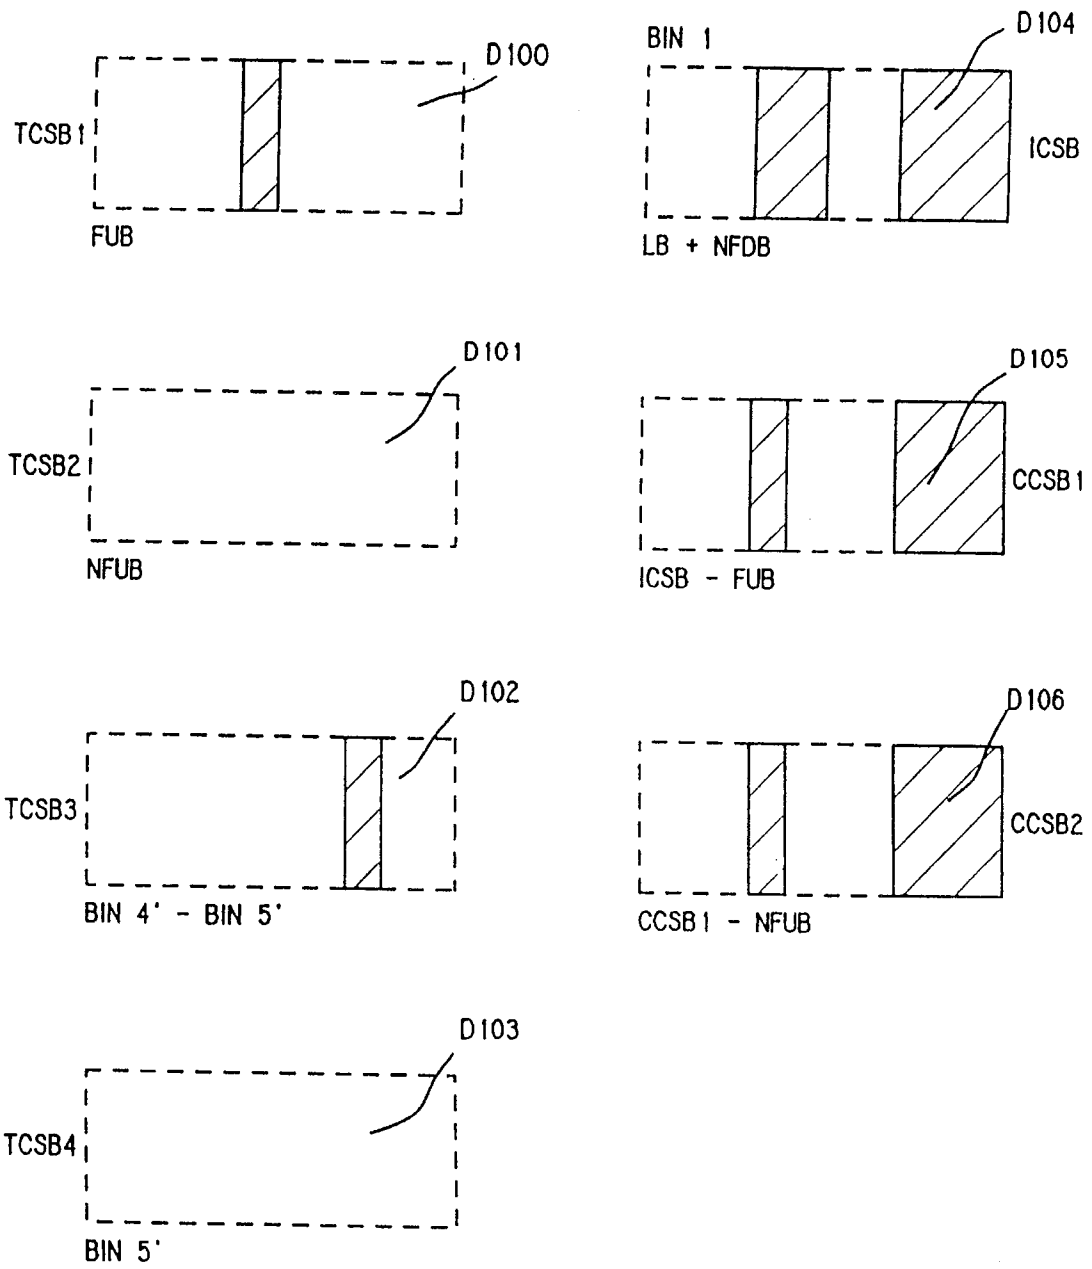 D100
TCSB1
FUB
D101
TCSB2
NFUB
D102
TCSB3
BIN 4' - BIN 5'
D103
TCSB4
BIN 5'
BIN 1
D104
ICSB
LB + NFDB
D105
CCSB1
ICSB - FUB
D106
CCSB2
CCSB1 - NFUB